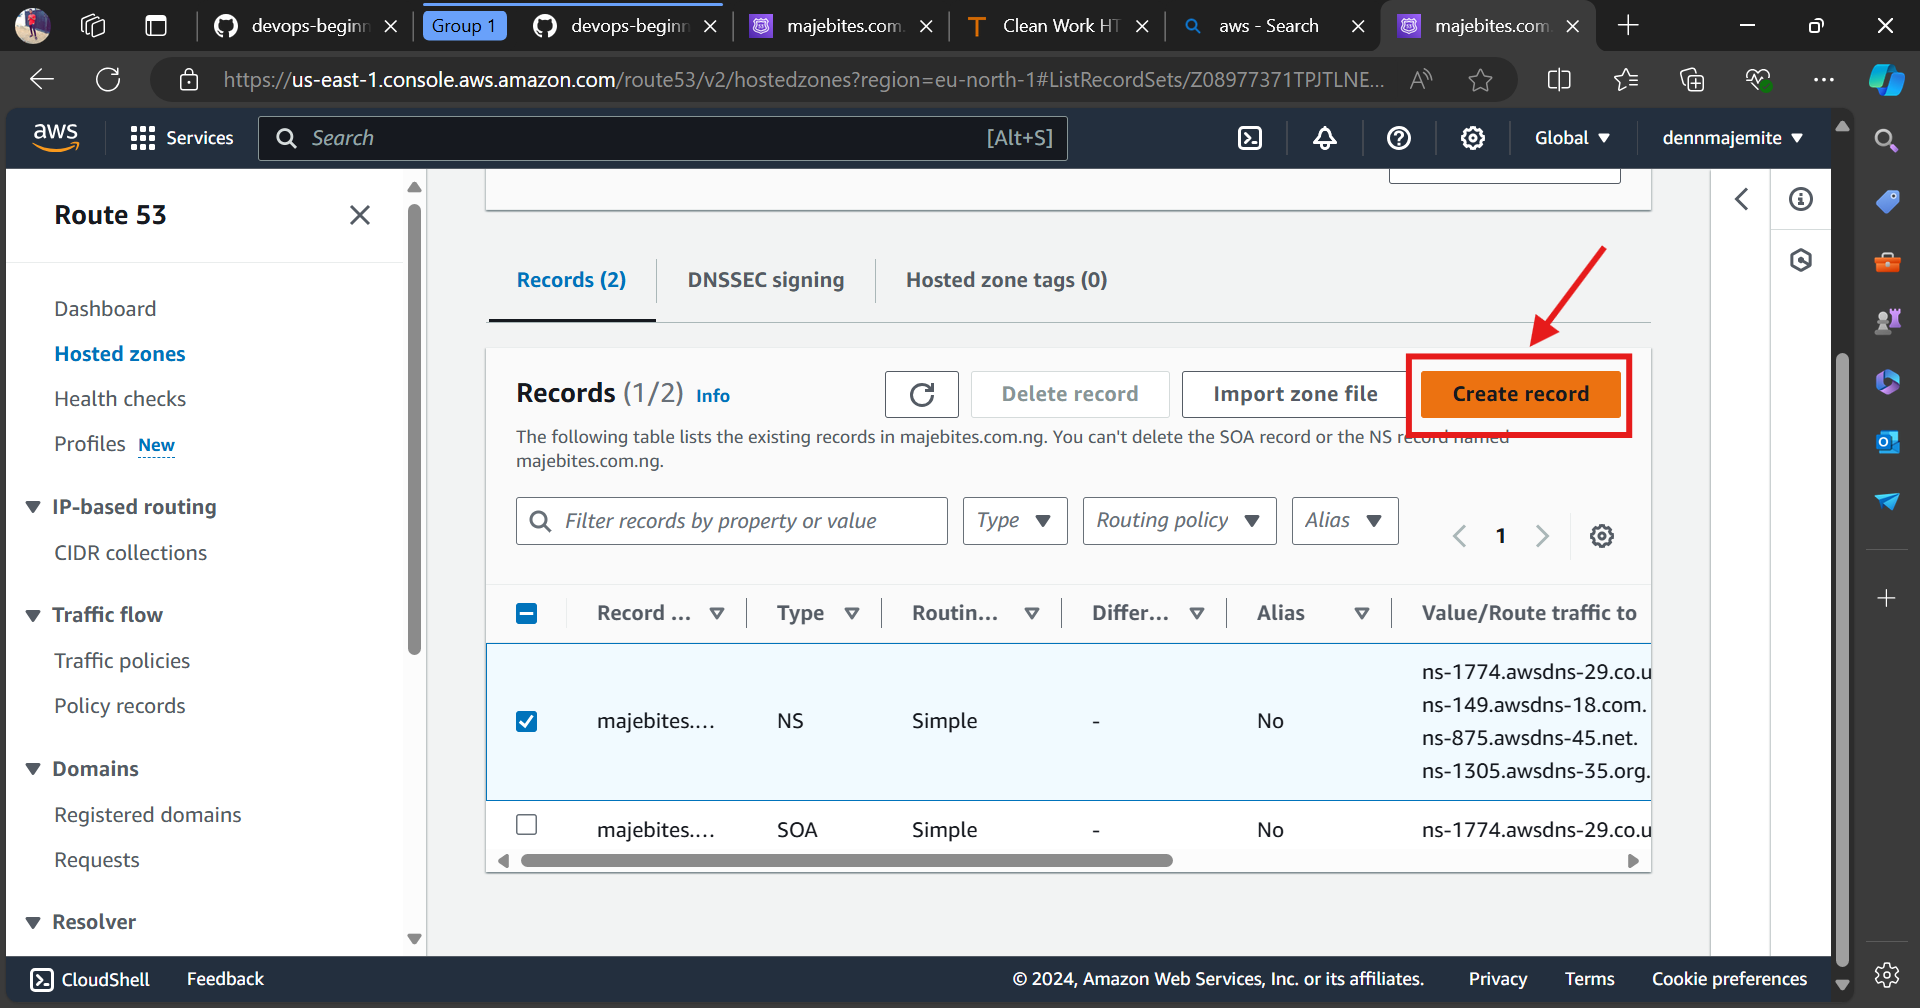 devops-beginn
Group 1
devops-beginn
majebites.com.
Clean Work HT
aws - Search
majebites.com.
https://us-east-1.console.aws.amazon.com/route53/v2/hostedzones?region=eu-north-1#ListRecordSets/Z08977371TPJTLNE...
aws
Services
Search
[Alt+S]
Global
dennmajemite
Route 53
Dashboard
Hosted zones
Health checks
Profiles New
IP-based routing
CIDR collections
Traffic flow
Traffic policies
Policy records
Domains
Registered domains
Requests
Resolver
Records (2)
DNSSEC signing
Hosted zone tags (0)
Records (1/2) Info
Delete record
Import zone file
Create record
The following table lists the existing records in majebites.com.ng. You can't delete the SOA record or the NS record named
majebites.com.ng.
Filter records by property or value
Type
Routing policy
Alias
1
Record ... Type Routin... Differ... Alias Value/Route traffic to
majebites.... NS Simple - No
ns-1774.awsdns-29.co.u
ns-149.awsdns-18.com.
ns-875.awsdns-45.net.
ns-1305.awsdns-35.org.
majebites.... SOA Simple - No ns-1774.awsdns-29.co.u
CloudShell
Feedback
© 2024, Amazon Web Services, Inc. or its affiliates.
Privacy
Terms
Cookie preferences